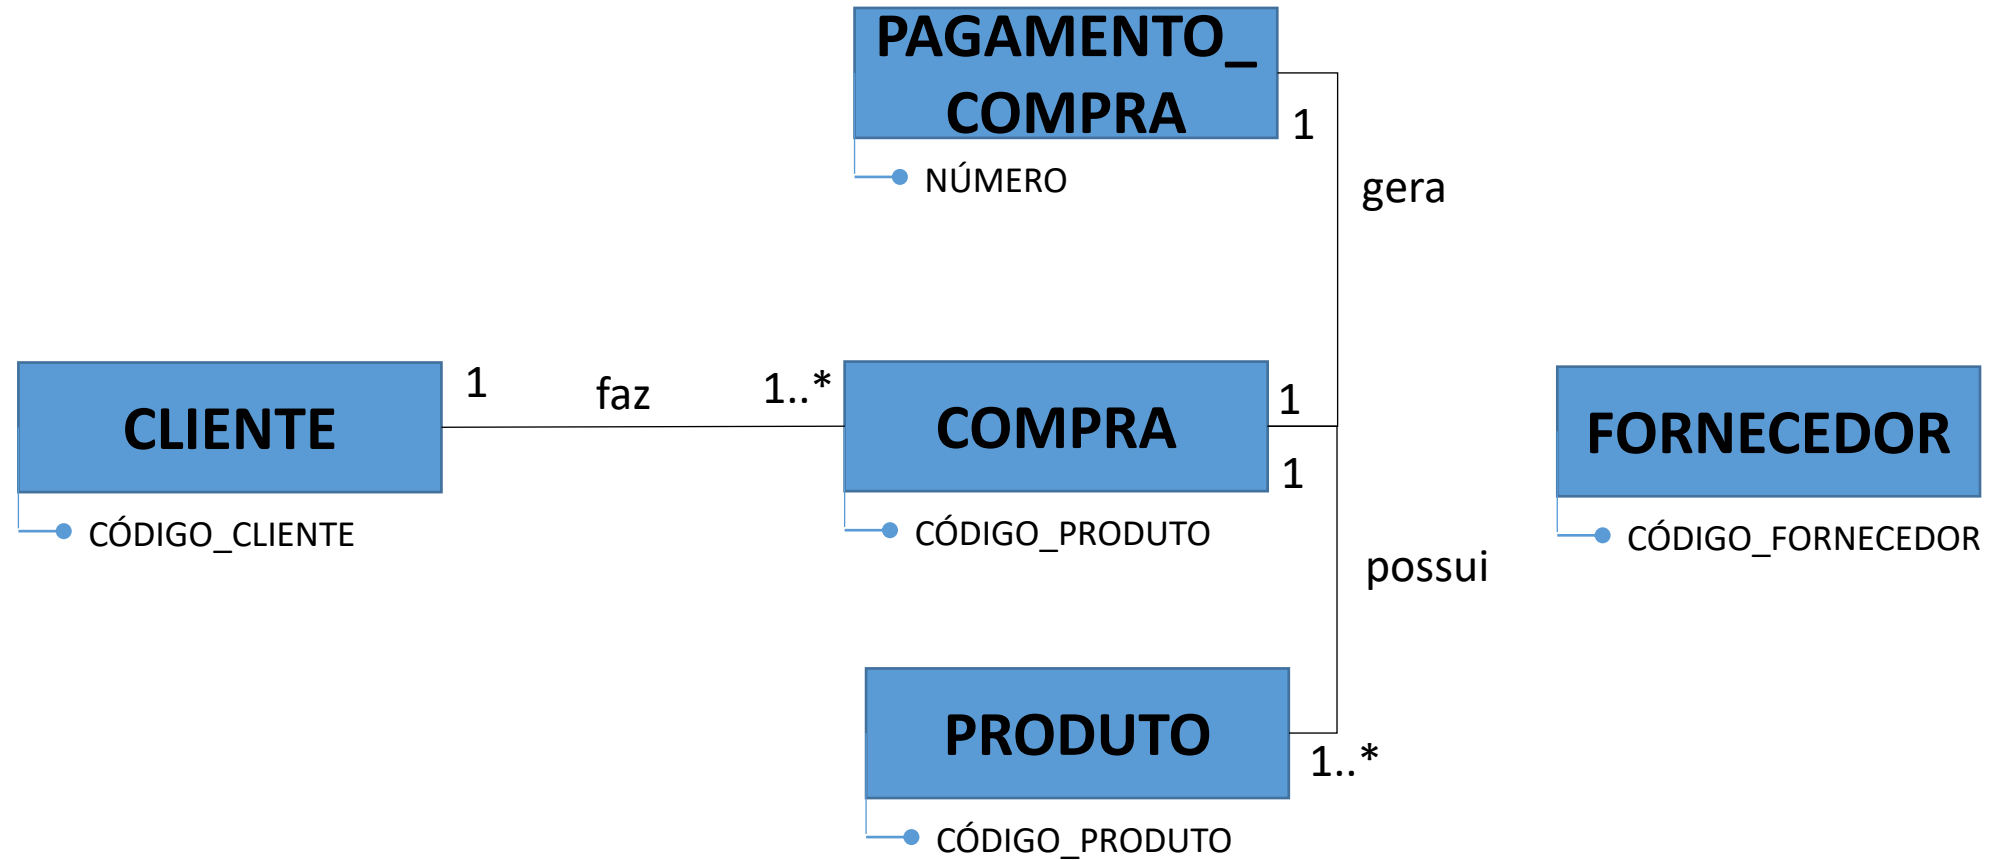 PAGAMENTO_
COMPRA
1
NÚMERO
gera
CLIENTE
1
faz
1..*
COMPRA
1
1
FORNECEDOR
CÓDIGO_CLIENTE
CÓDIGO_PRODUTO
CÓDIGO_FORNECEDOR
possui
PRODUTO
1..*
CÓDIGO_PRODUTO